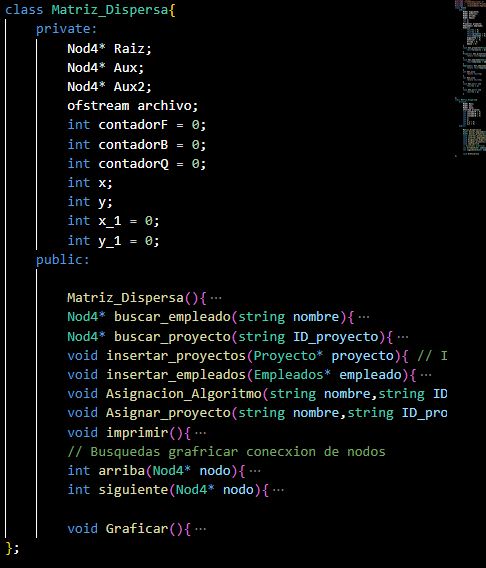 class Matriz_Dispersa{
private:
Nod4* Raiz;
Nod4* Aux;
Nod4* Aux2;
ofstream archivo;
int contadorF = 0;
int contadorB = 0;
int contadorQ = 0;
int x;
int y;
int x_1 = 0;
int y_1 = 0;
public:
Matriz_Dispersa(){ ···
Nod4* buscar_empleado(string nombre){ ···
Nod4* buscar_proyecto(string ID_proyecto){ ···
void insertar_proyectos(Proyecto* proyecto){ // I
void insertar_empleados(Empleados* empleado){ ···
void Asignacion_Algoritmo(string nombre,string ID
void Asignar_proyecto(string nombre,string ID_pro
void imprimir(){ ···
// Busquedas grafricar conecxion de nodos
int arriba(Nod4* nodo){ ···
int siguiente(Nod4* nodo){ ···
void Graficar(){ ···
};